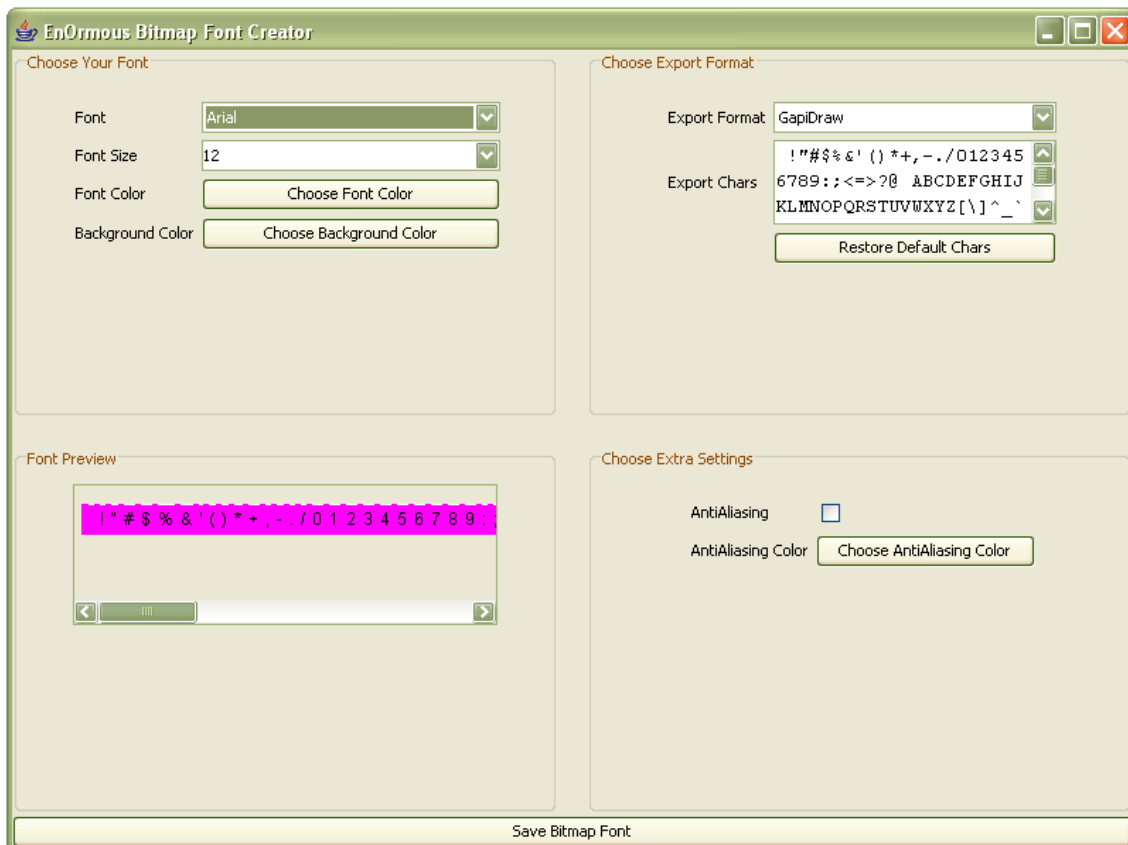 EnOrmous Bitmap Font Creator
Choose Your Font
Font Arial
Font Size 12
Font Color Choose Font Color
Background Color Choose Background Color
Choose Export Format
Export Format GapiDraw
Export Chars
 !"#$%&'()*+,-./012345
6789:;<=>?@ ABCDEFGHIJ
KLMNOPQRSTUVWXYZ[\]^_`
Restore Default Chars
Font Preview
!"#$%&'()*+,-./0123456789:;
Choose Extra Settings
AntiAliasing
AntiAliasing Color Choose AntiAliasing Color
Save Bitmap Font